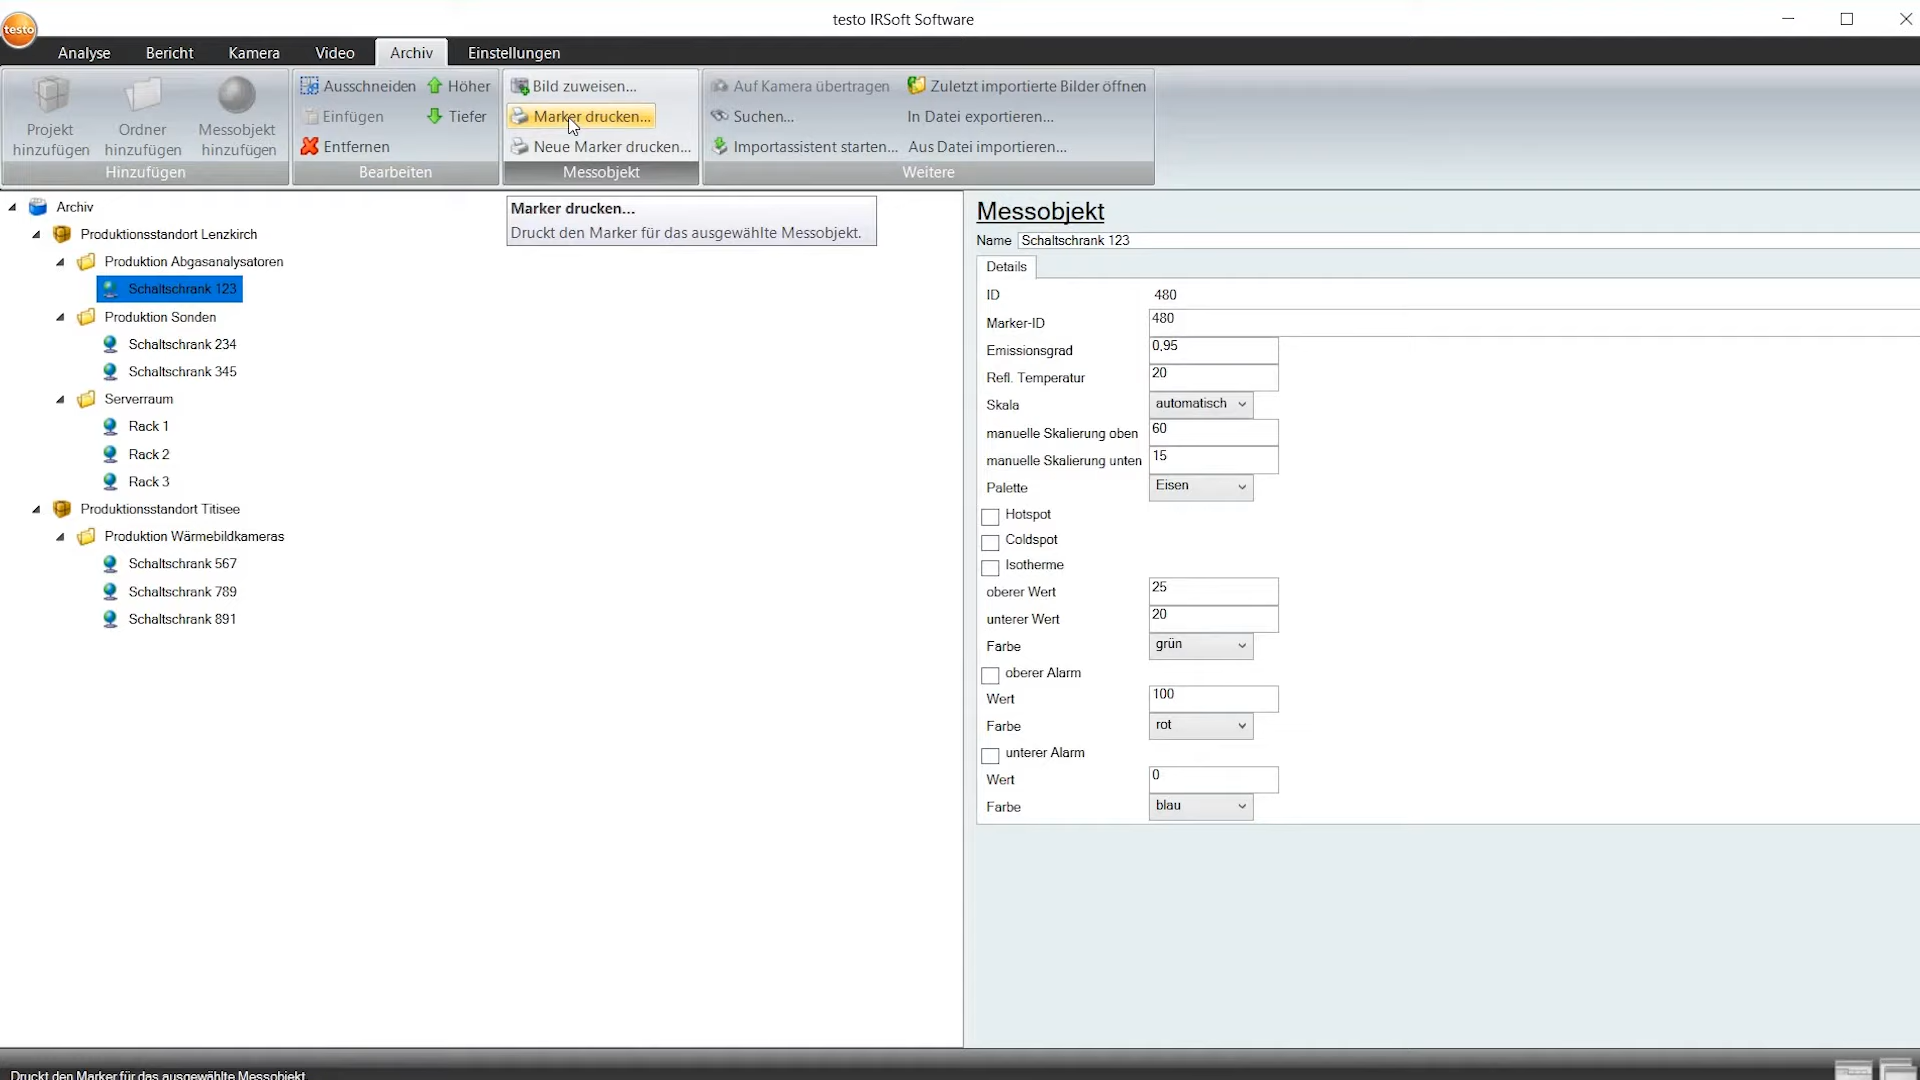 testo IRSoft Software
testo
Analyse Bericht Kamera Video Archiv Einstellungen
Projekt hinzufügen
Ordner hinzufügen
Messobjekt hinzufügen
Hinzufügen
Ausschneiden Höher
Einfügen Tiefer
Entfernen
Bearbeiten
Bild zuweisen...
Marker drucken...
Neue Marker drucken...
Messobjekt
Auf Kamera übertragen Zuletzt importierte Bilder öffnen
Suchen... In Datei exportieren...
Importassistent starten... Aus Datei importieren...
Weitere
Marker drucken...
Druckt den Marker für das ausgewählte Messobjekt.
Archiv
Produktionsstandort Lenzkirch
Produktion Abgasanalysatoren
Schaltschrank 123
Produktion Sonden
Schaltschrank 234
Schaltschrank 345
Serverraum
Rack 1
Rack 2
Rack 3
Produktionsstandort Titisee
Produktion Wärmebildkameras
Schaltschrank 567
Schaltschrank 789
Schaltschrank 891
Messobjekt
Name Schaltschrank 123
Details
ID 480
Marker-ID 480
Emissionsgrad 0,95
Refl. Temperatur 20
Skala automatisch
manuelle Skalierung oben 60
manuelle Skalierung unten 15
Palette Eisen
Hotspot
Coldspot
Isotherme
oberer Wert 25
unterer Wert 20
Farbe grün
oberer Alarm
Wert 100
Farbe rot
unterer Alarm
Wert 0
Farbe blau
Druckt den Marker für das ausgewählte Messobjekt.